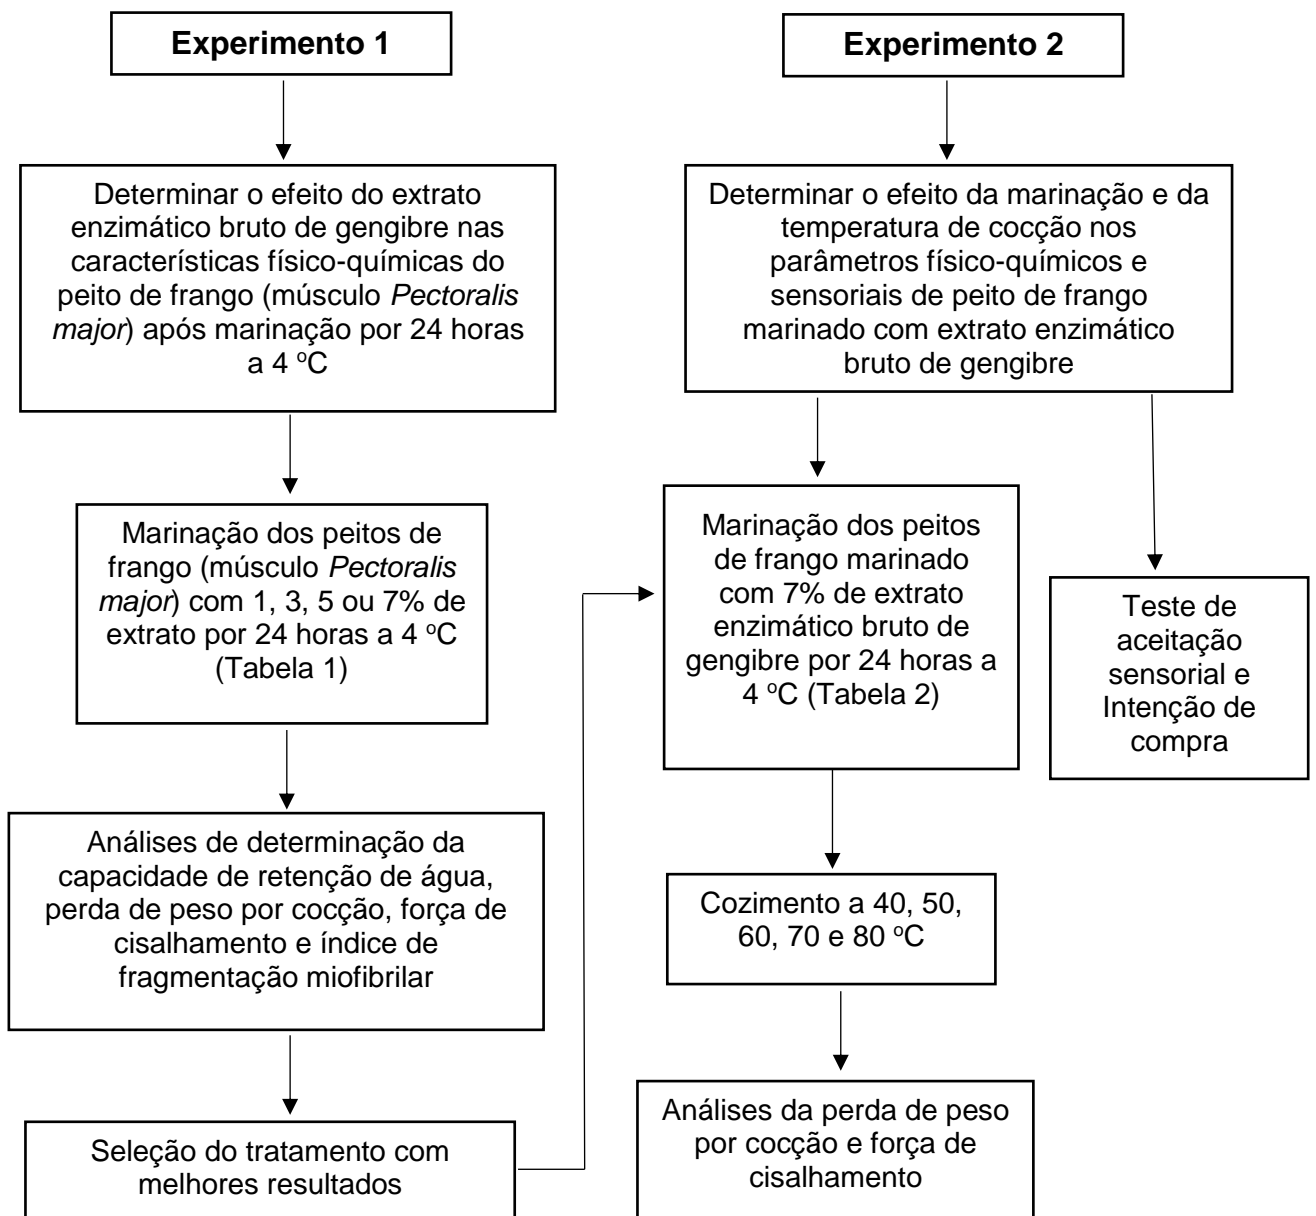 Experimento 1
Determinar o efeito do extrato
enzimático bruto de gengibre nas
características físico-químicas do
peito de frango (músculo Pectoralis
major) após marinação por 24 horas
a 4 ºC
Marinação dos peitos de
frango (músculo Pectoralis
major) com 1, 3, 5 ou 7% de
extrato por 24 horas a 4 ºC
(Tabela 1)
Análises de determinação da
capacidade de retenção de água,
perda de peso por cocção, força de
cisalhamento e índice de
fragmentação miofibrilar
Seleção do tratamento com
melhores resultados
Experimento 2
Determinar o efeito da marinação e da
temperatura de cocção nos
parâmetros físico-químicos e
sensoriais de peito de frango
marinado com extrato enzimático
bruto de gengibre
Marinação dos peitos
de frango marinado
com 7% de extrato
enzimático bruto de
gengibre por 24 horas a
4 ºC (Tabela 2)
Cozimento a 40, 50,
60, 70 e 80 ºC
Análises da perda de peso
por cocção e força de
cisalhamento
Teste de
aceitação
sensorial e
Intenção de
compra